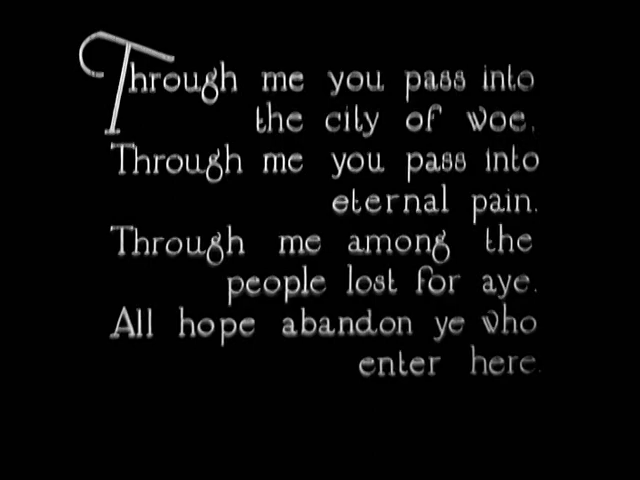 Through me you pass into
the city of woe.
Through me you pass into
eternal pain.
Through me among the
people lost for aye.
All hope abandon ye who
enter here.